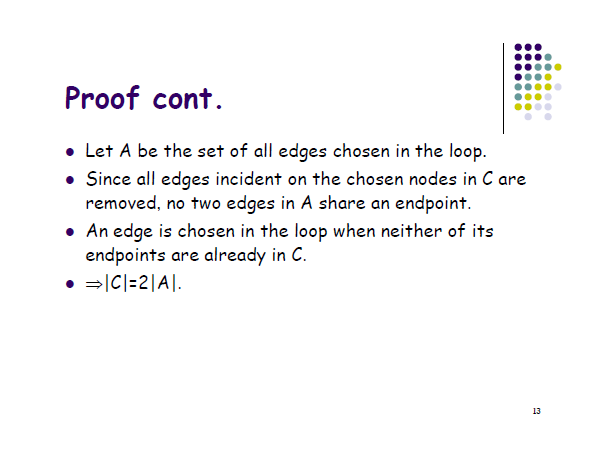 Proof cont.
● Let A be the set of all edges chosen in the loop.
● Since all edges incident on the chosen nodes in C are
removed, no two edges in A share an endpoint.
● An edge is chosen in the loop when neither of its
endpoints are already in C.
● ⇒|C|=2|A|.
13